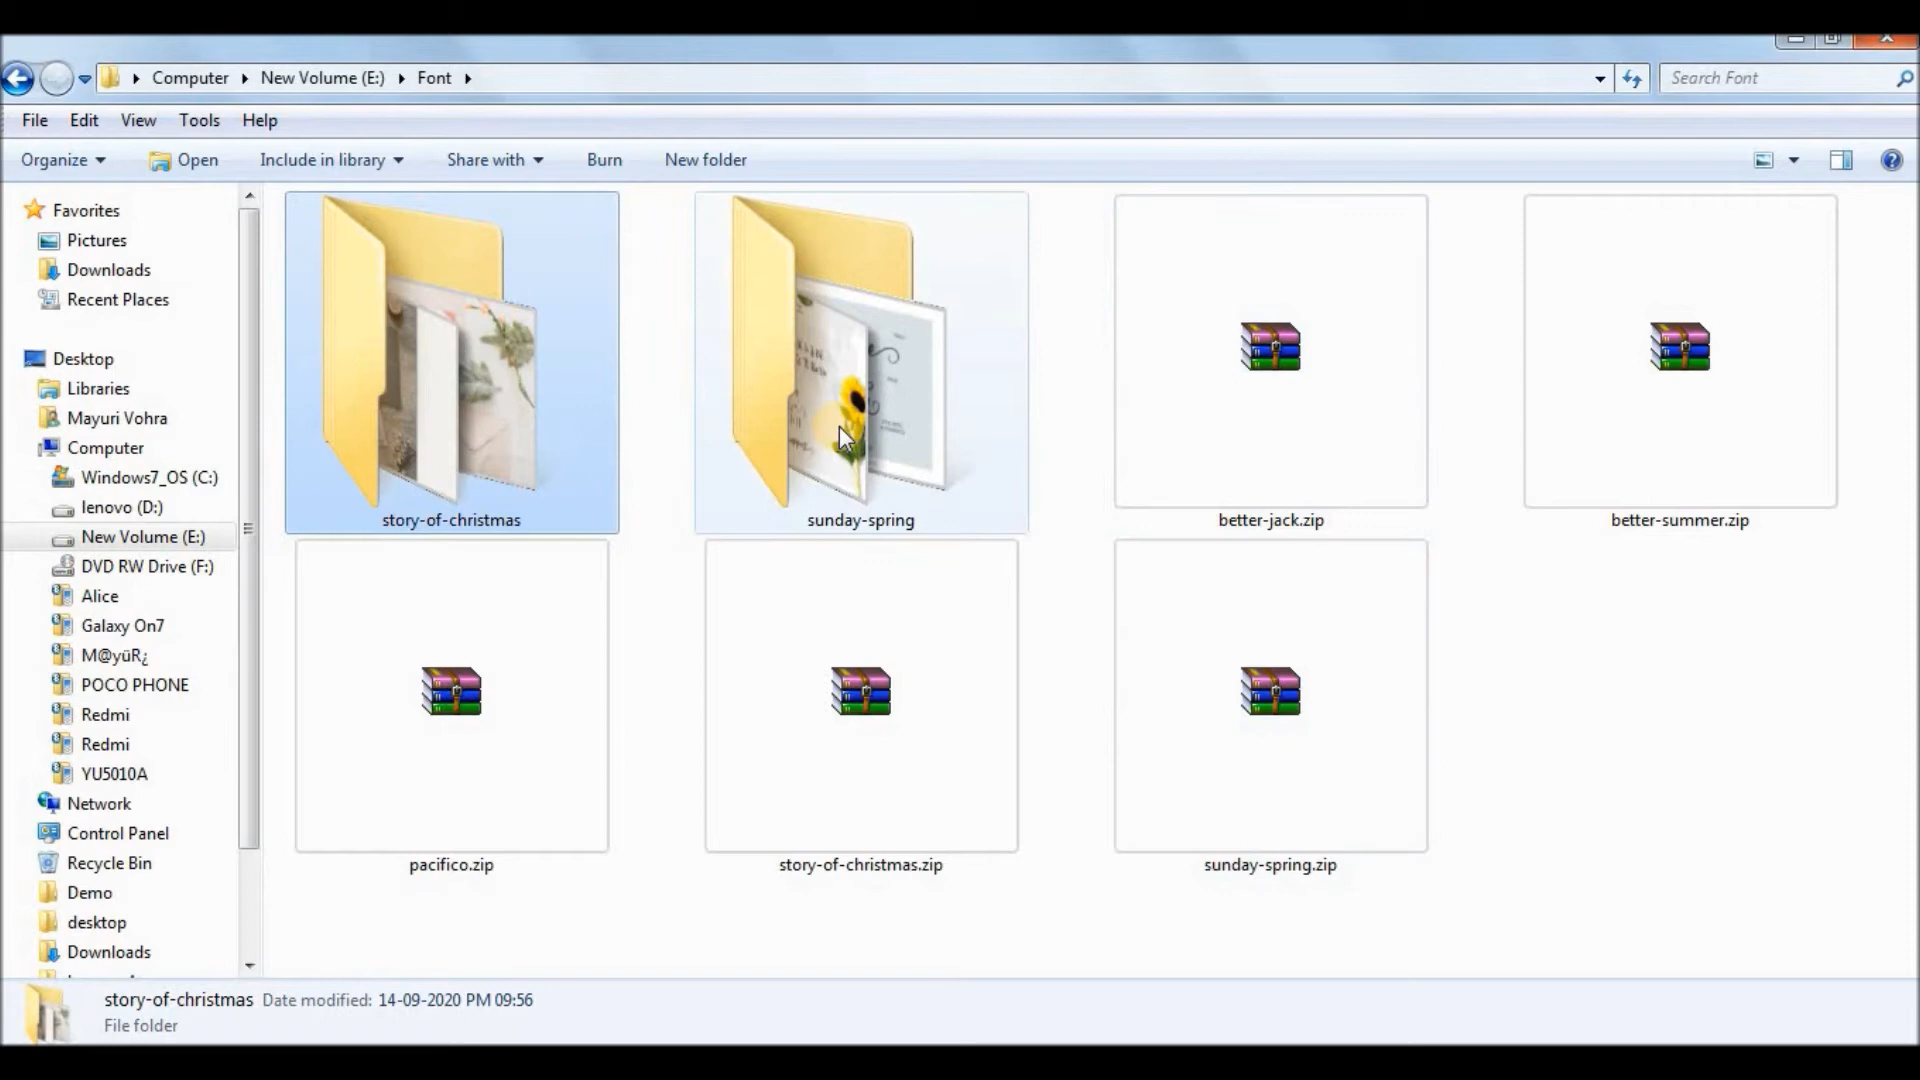 Computer New Volume (E:) Font
Search Font
File Edit View Tools Help
Organize Open Include in library Share with Burn New folder
Favorites
Pictures
Downloads
Recent Places
Desktop
Libraries
Mayuri Vohra
Computer
Windows7_OS (C:)
lenovo (D:)
New Volume (E:)
DVD RW Drive (F:)
Alice
Galaxy On7
M@yüR¿
POCO PHONE
Redmi
Redmi
YU5010A
Network
Control Panel
Recycle Bin
Demo
desktop
Downloads
story-of-christmas
sunday-spring
better-jack.zip
better-summer.zip
pacifico.zip
story-of-christmas.zip
sunday-spring.zip
story-of-christmas Date modified: 14-09-2020 PM 09:56
File folder